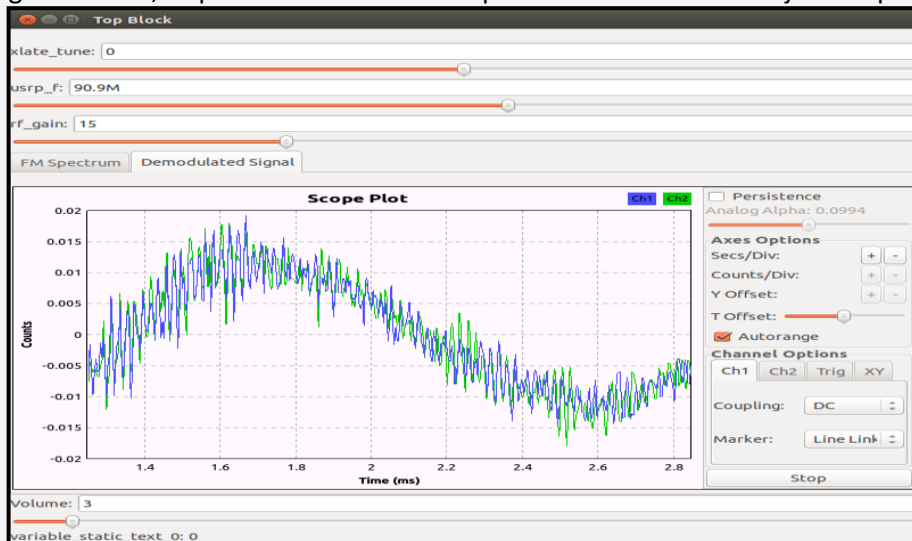 Top Block
xlate_tune: 0
usrp_f: 90.9M
rf_gain: 15
FM Spectrum Demodulated Signal
Scope Plot
Ch1 Ch2
0.02
0.015
0.01
0.005
0
-0.005
-0.01
-0.015
-0.02
Counts
1.4 1.6 1.8 2 2.2 2.4 2.6 2.8
Time (ms)
Persistence
Analog Alpha: 0.0994
Axes Options
Secs/Div: + -
Counts/Div: + -
Y Offset: + -
T Offset:
Autorange
Channel Options
Ch1 Ch2 Trig XY
Coupling: DC
Marker: Line Link
Stop
Volume: 3
variable_static_text_0: 0